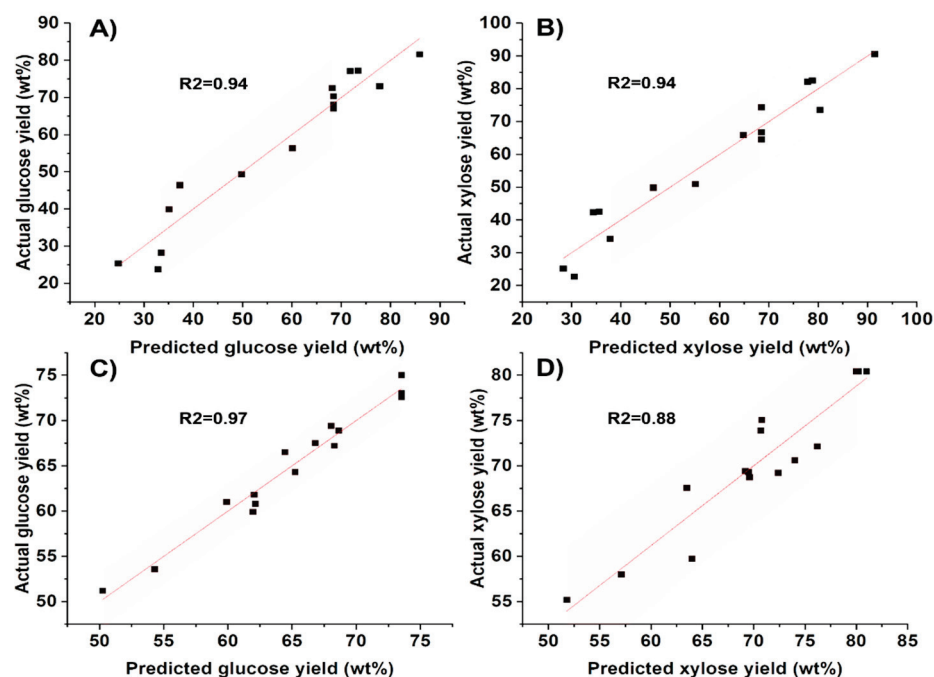 A)
R2=0.94
Actual glucose yield (wt%)
90
80
70
60
50
40
30
20
20 30 40 50 60 70 80 90
Predicted glucose yield (wt%)
B)
R2=0.94
Actual xylose yield (wt%)
100
90
80
70
60
50
40
30
20
20 30 40 50 60 70 80 90 100
Predicted xylose yield (wt%)
C)
R2=0.97
Actual glucose yield (wt%)
75
70
65
60
55
50
50 55 60 65 70 75
Predicted glucose yield (wt%)
D)
R2=0.88
Actual xylose yield (wt%)
80
75
70
65
60
55
50 55 60 65 70 75 80 85
Predicted xylose yield (wt%)